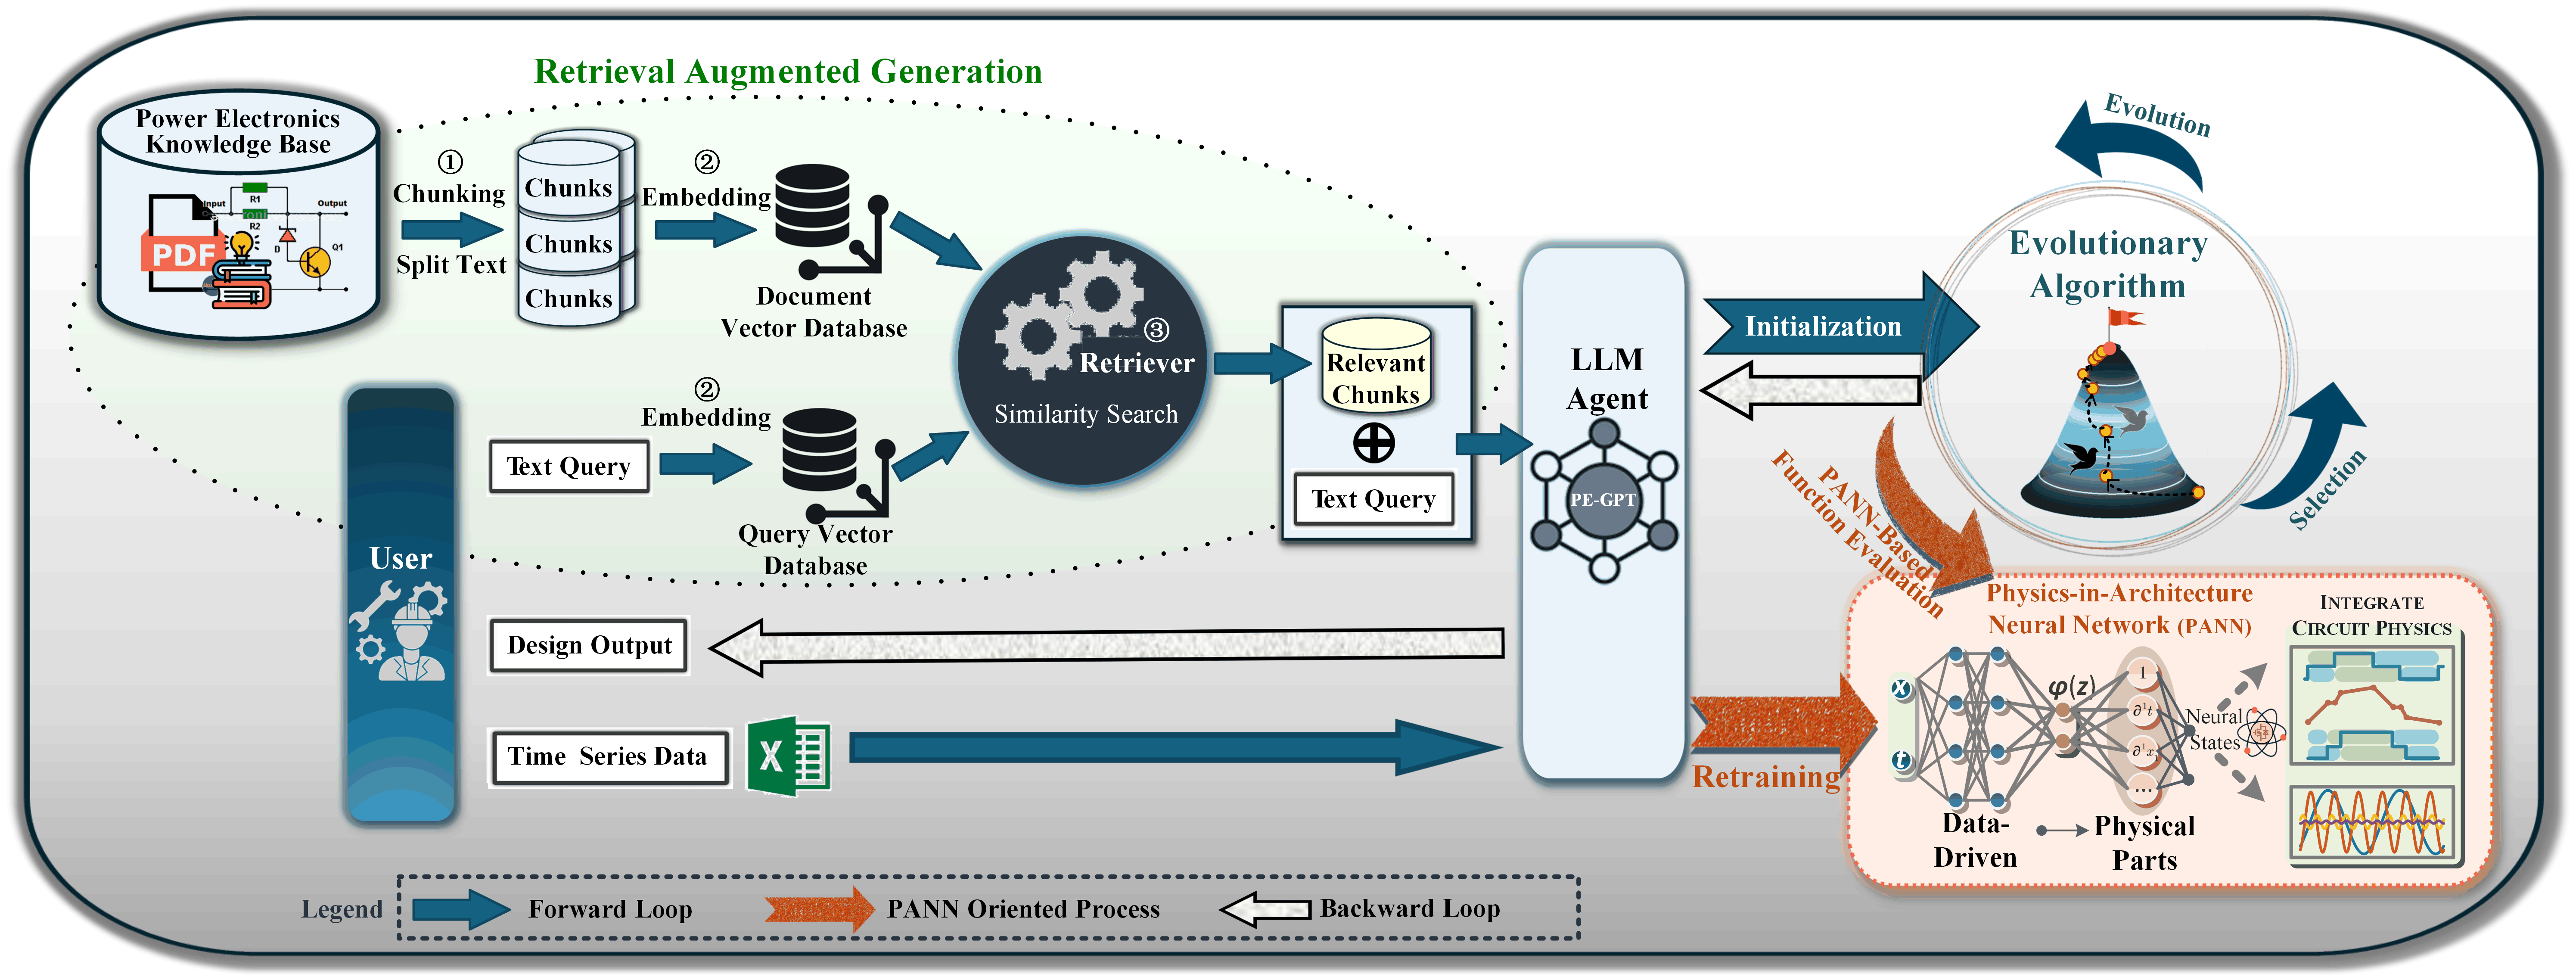 Retrieval Augmented Generation
Power Electronics
Knowledge Base
PDF
Input
R1
R2
D
Q1
Output
①
Chunking
Split Text
Chunks
Chunks
Chunks
②
Embedding
Document
Vector Database
Text Query
②
Embedding
Query Vector
Database
③
Retriever
Similarity Search
Relevant
Chunks
Text Query
LLM
Agent
PE-GPT
User
Design Output
Time Series Data
X
Initialization
Evolution
Evolutionary
Algorithm
Selection
PANN-Based
Function Evaluation
Retraining
Physics-in-Architecture
Neural Network (PANN)
INTEGRATE
CIRCUIT PHYSICS
x
t
φ(z)
1
∂¹t
∂¹x
...
Neural
States
Data-
Driven
Physical
Parts
Legend
Forward Loop
PANN Oriented Process
Backward Loop